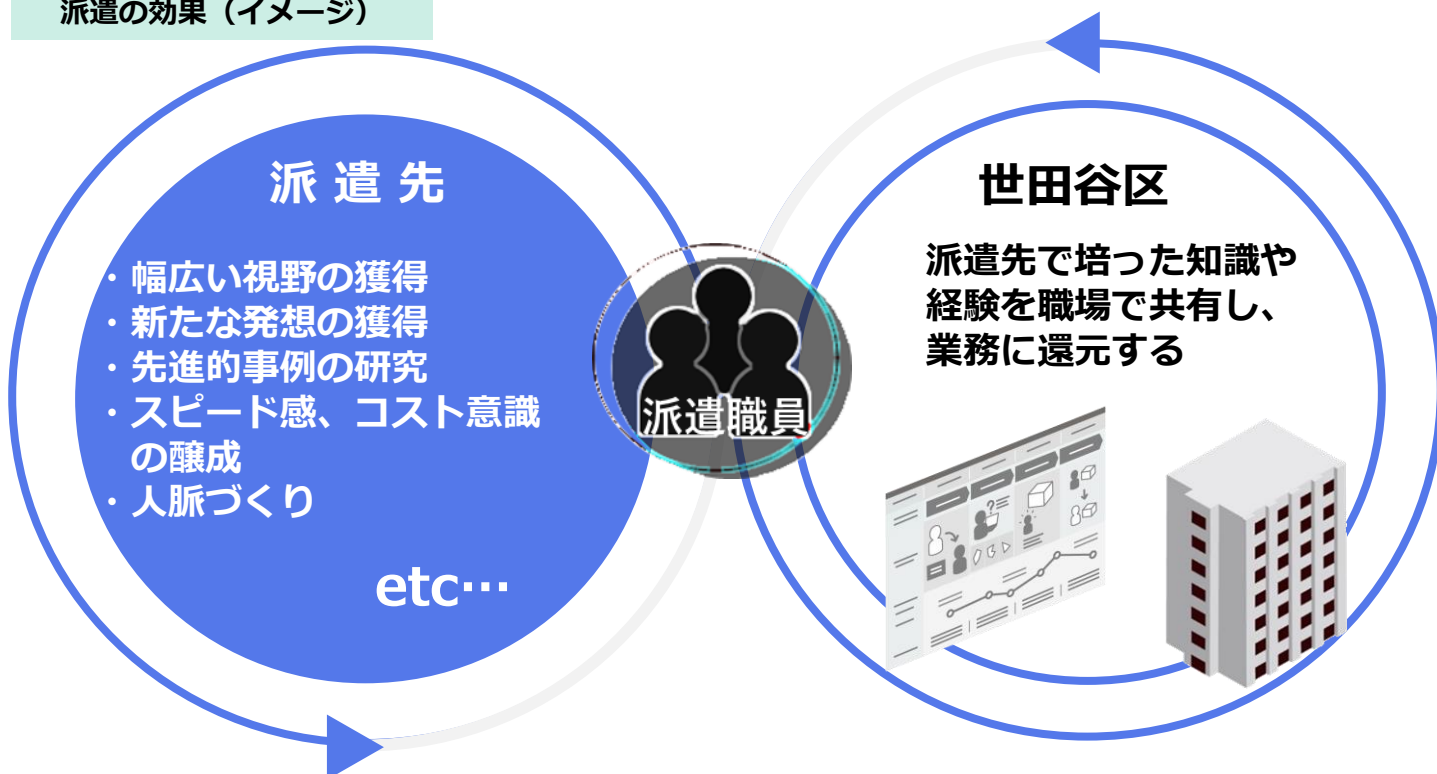 派遣の効果（イメージ）
派 遣 先
・幅広い視野の獲得
・新たな発想の獲得
・先進的事例の研究
・スピード感、コスト意識
の醸成
・人脈づくり
etc…
派遣職員
世田谷区
派遣先で培った知識や
経験を職場で共有し、
業務に還元する
?